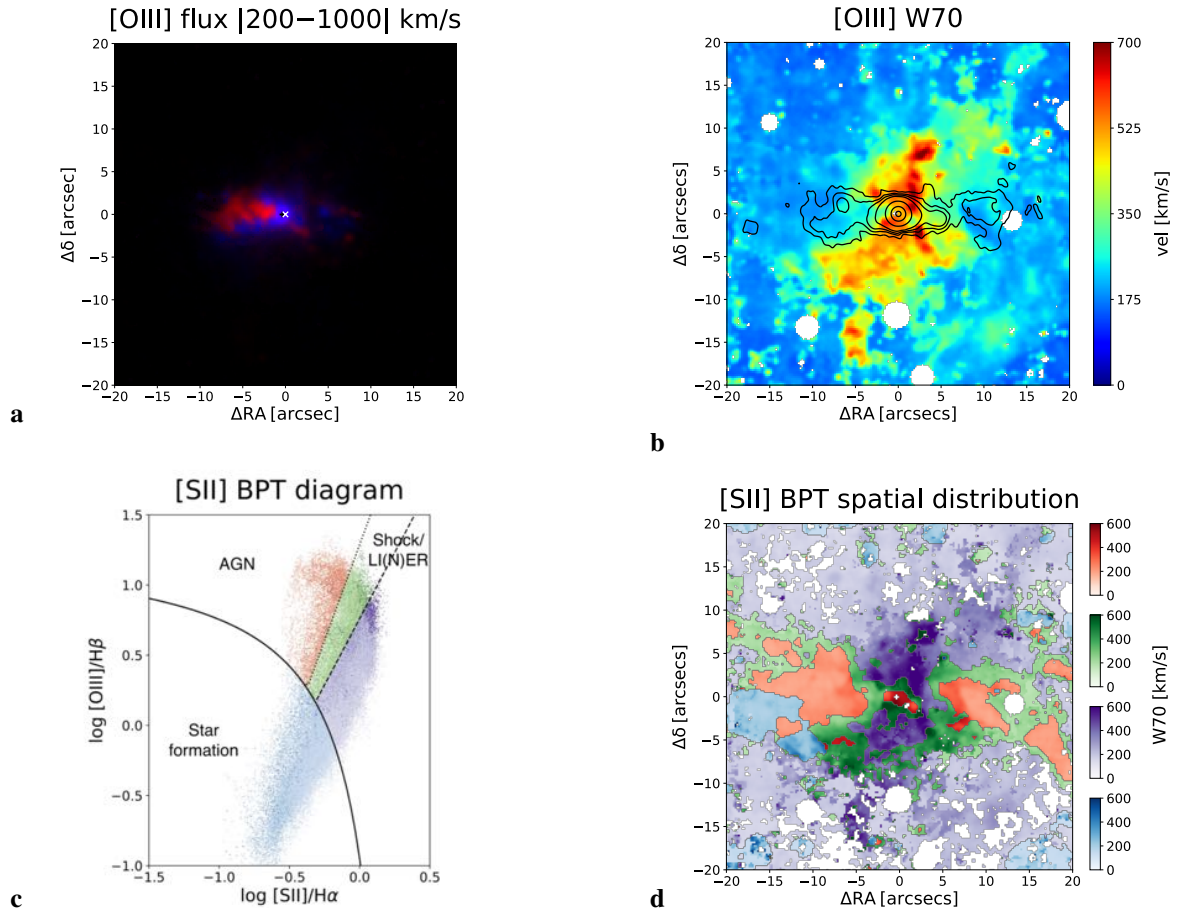 [OIII] flux |200−1000| km/s
20
15
10
5
0
−5
−10
−15
−20
Δδ [arcsec]
−20 −15 −10 −5 0 5 10 15 20
ΔRA [arcsec]
a
[OIII] W70
20
15
10
5
0
−5
−10
−15
−20
Δδ [arcsecs]
−20 −15 −10 −5 0 5 10 15 20
ΔRA [arcsecs]
700
525
350
175
0
vel [km/s]
b
[SII] BPT diagram
1.5
1.0
0.5
0.0
−0.5
−1.0
log [OIII]/Hβ
AGN
Shock/
LI(N)ER
Star
formation
−1.5 −1.0 −0.5 0.0 0.5
log [SII]/Hα
c
[SII] BPT spatial distribution
20
15
10
5
0
−5
−10
−15
−20
Δδ [arcsecs]
−20 −15 −10 −5 0 5 10 15 20
ΔRA [arcsecs]
600
400
200
0
600
400
200
0
600
400
200
0
600
400
200
0
W70 [km/s]
d